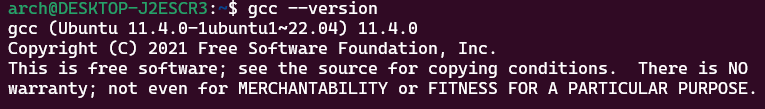 arch@DESKTOP-J2ESCR3:~$ gcc --version
gcc (Ubuntu 11.4.0-1ubuntu1~22.04) 11.4.0
Copyright (C) 2021 Free Software Foundation, Inc.
This is free software; see the source for copying conditions.  There is NO
warranty; not even for MERCHANTABILITY or FITNESS FOR A PARTICULAR PURPOSE.